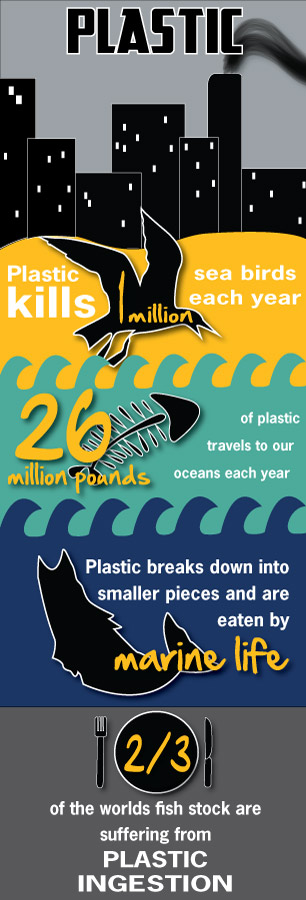 PLASTIC
Plastic
kills
1 million
sea birds
each year
26
million pounds
of plastic
travels to our
oceans each year
Plastic breaks down into
smaller pieces and are
eaten by
marine life
2/3
of the worlds fish stock are
suffering from
PLASTIC
INGESTION